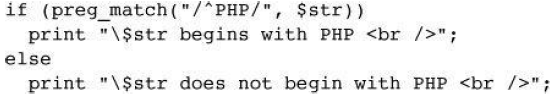 if (preg_match("/^PHP/", $str))
  print "\$str begins with PHP <br />";
else
  print "\$str does not begin with PHP <br />";